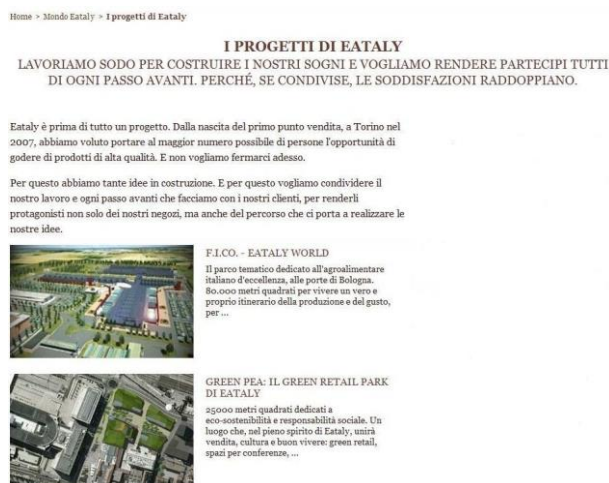 Home > Mondo Eataly > I progetti di Eataly
I PROGETTI DI EATALY
LAVORIAMO SODO PER COSTRUIRE I NOSTRI SOGNI E VOGLIAMO RENDERE PARTECIPI TUTTI
DI OGNI PASSO AVANTI. PERCHÉ, SE CONDIVISE, LE SODDISFAZIONI RADDOPPIANO.
Eataly è prima di tutto un progetto. Dalla nascita del primo punto vendita, a Torino nel
2007, abbiamo voluto portare al maggior numero possibile di persone l'opportunità di
godere di prodotti di alta qualità. E non vogliamo fermarci adesso.
Per questo abbiamo tante idee in costruzione. E per questo vogliamo condividere il
nostro lavoro e ogni passo avanti che facciamo con i nostri clienti, per renderli
protagonisti non solo dei nostri negozi, ma anche del percorso che ci porta a realizzare le
nostre idee.
F.I.CO. - EATALY WORLD
Il parco tematico dedicato all'agroalimentare
italiano d'eccellenza, alle porte di Bologna.
80.000 metri quadrati per vivere un vero e
proprio itinerario della produzione e del gusto,
per ...
GREEN PEA: IL GREEN RETAIL PARK
DI EATALY
25000 metri quadrati dedicati a
eco-sostenibilità e responsabilità sociale. Un
luogo che, nel pieno spirito di Eataly, unirà
vendita, cultura e buon vivere: green retail,
spazi per conferenze, ...